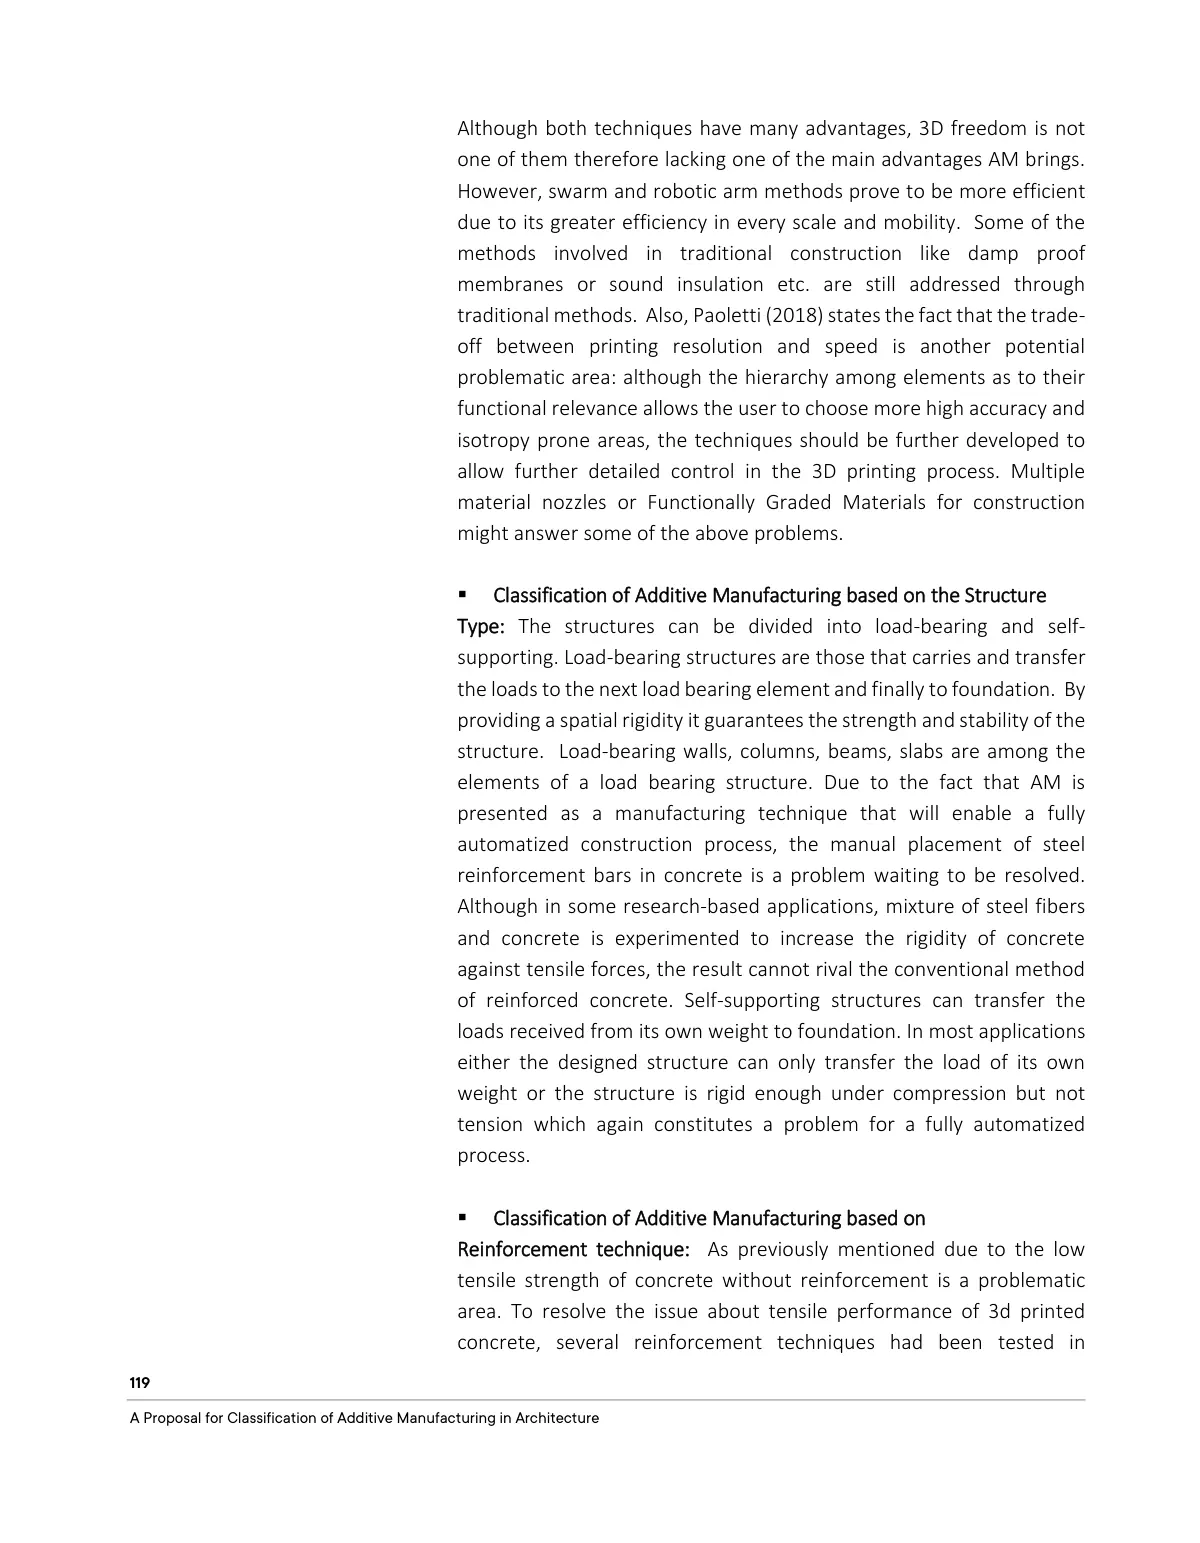 Although both techniques have many advantages, 3D freedom is not
one of them therefore lacking one of the main advantages AM brings.
However, swarm and robotic arm methods prove to be more efficient
due to its greater efficiency in every scale and mobility.  Some of the
methods involved in traditional construction like damp proof
membranes or sound insulation etc. are still addressed through
traditional methods.  Also, Paoletti (2018) states the fact that the trade-
off between printing resolution and speed is another potential
problematic area: although the hierarchy among elements as to their
functional relevance allows the user to choose more high accuracy and
isotropy prone areas, the techniques should be further developed to
allow further detailed control in the 3D printing process. Multiple
material nozzles or Functionally Graded Materials for construction
might answer some of the above problems.
▪ Classification of Additive Manufacturing based on the Structure
Type: The structures can be divided into load-bearing and self-
supporting. Load-bearing structures are those that carries and transfer
the loads to the next load bearing element and finally to foundation.  By
providing a spatial rigidity it guarantees the strength and stability of the
structure.  Load-bearing walls, columns, beams, slabs are among the
elements of a load bearing structure. Due to the fact that AM is
presented as a manufacturing technique that will enable a fully
automatized construction process, the manual placement of steel
reinforcement bars in concrete is a problem waiting to be resolved.
Although in some research-based applications, mixture of steel fibers
and concrete is experimented to increase the rigidity of concrete
against tensile forces, the result cannot rival the conventional method
of reinforced concrete. Self-supporting structures can transfer the
loads received from its own weight to foundation. In most applications
either the designed structure can only transfer the load of its own
weight or the structure is rigid enough under compression but not
tension which again constitutes a problem for a fully automatized
process.
▪ Classification of Additive Manufacturing based on
Reinforcement technique:  As previously mentioned due to the low
tensile strength of concrete without reinforcement is a problematic
area. To resolve the issue about tensile performance of 3d printed
concrete, several reinforcement techniques had been tested in
119
A Proposal for Classification of Additive Manufacturing in Architecture